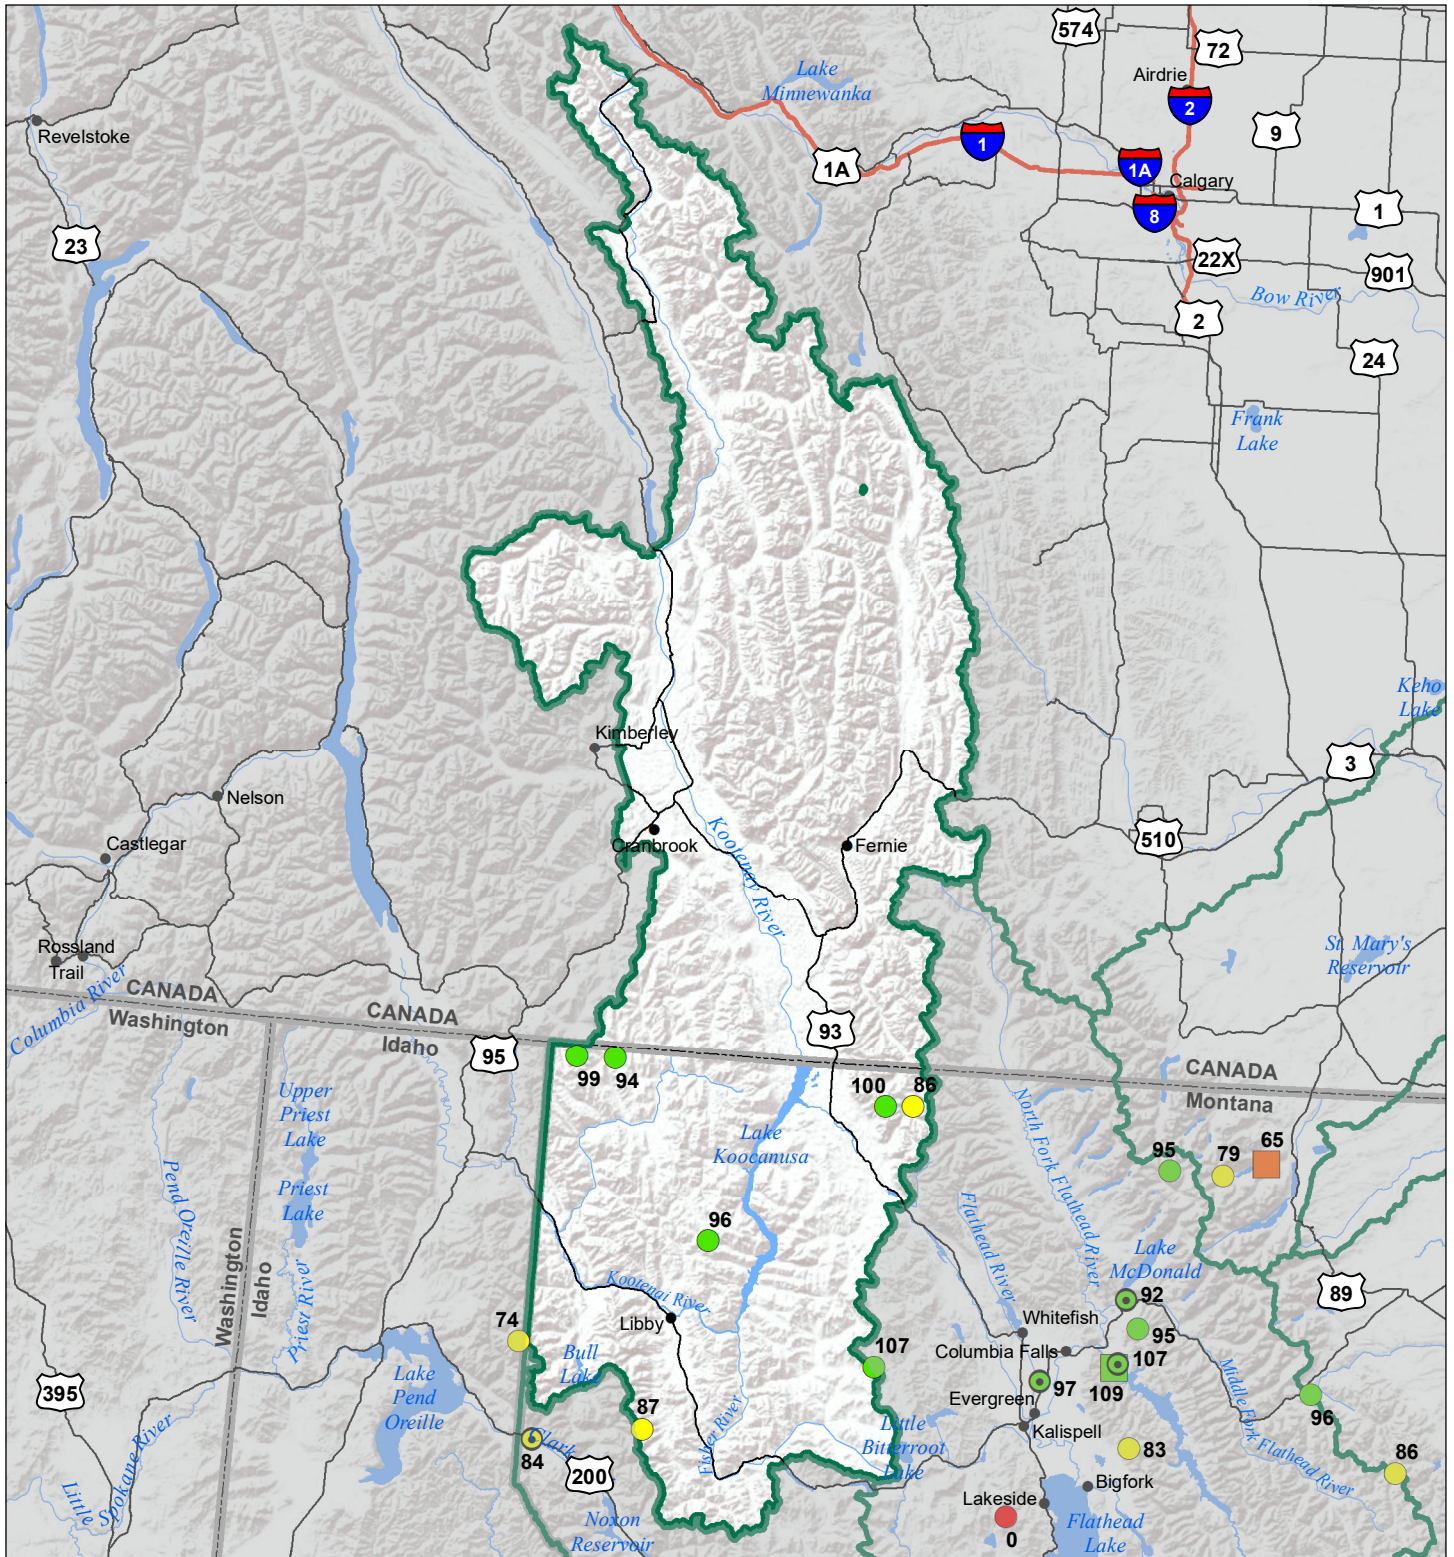 574
72
Airdrie
2
Lake
Minnewanka
9
Revelstoke
1
1A
1A
Calgary
8
1
23
22X
901
Bow River
2
24
Frank
Lake
Keho
Lake
Kimberley
3
Nelson
Kootenay River
510
Castlegar
Cranbrook
Fernie
Rossland
Trail
St. Mary's
Reservoir
Columbia River
CANADA
Washington
CANADA
Idaho
95
93
CANADA
Montana
99
94
100
86
Upper
Priest
Lake
Lake
Koocanusa
North Fork Flathead River
95
79
65
Pend Oreille River
Priest
Lake
Flathead River
96
Washington
Idaho
Priest River
Lake
McDonald
Kootenai River
89
92
74
Libby
Whitefish
95
Columbia Falls
107
Bull
Lake
107
109
Middle Fork Flathead River
395
Lake
Pend
Oreille
97
Evergreen
96
87
Fisher River
Little
Bitterroot
Lake
Kalispell
Clark
84
83
200
86
Little Spokane River
Bigfork
Lakeside
0
Noxon
Reservoir
Flathead
Lake